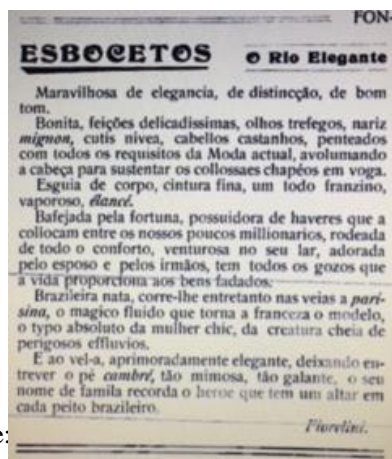 FON-
ESBOCETOS o Rio Elegante
Maravilhosa de elegancia, de distincção, de bom
tom.
Bonita, feições delicadissimas, olhos trefegos, nariz
mignon, cutis nivea, cabellos castanhos, penteados
com todos os requisitos da Moda actual, avolumando
a cabeça para sustentar os collossaes chapéos em voga.
Esguia de corpo, cintura fina, um todo franzino,
vaporoso, élancé.
Bafejada pela fortuna, possuidora de haveres que a
collocam entre os nossos poucos millionarios, rodeada
de todo o conforto, venturosa no seu lar, adorada
pelo esposo e pelos irmãos, tem todos os gozos que
a vida proporciona aos bens fadados.
Brazileira nata, corre-lhe entretanto nas veias a pari-
sina, o magico fluido que torna a franceza o modelo,
o typo absoluto da mulher chic, da creatura cheia de
perigosos effluvios.
E ao vel-a, aprimoradamente elegante, deixando en-
trever o pé cambré, tão mimosa, tão galante, o seu
nome de famila recorda o heroe que tem um altar em
cada peito brazileiro.
Fiorelini.